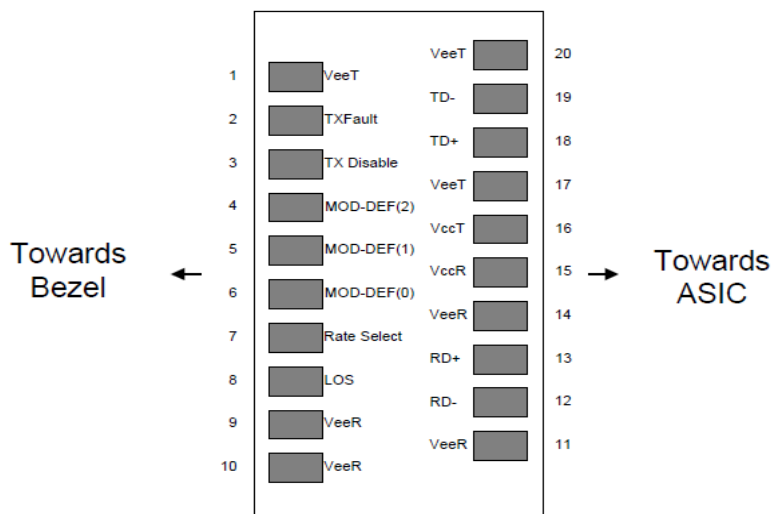 VeeT 20
1 VeeT
TD- 19
2 TXFault
TD+ 18
3 TX Disable
VeeT 17
4 MOD-DEF(2)
VccT 16
5 MOD-DEF(1)
VccR 15
6 MOD-DEF(0)
VeeR 14
7 Rate Select
RD+ 13
8 LOS
RD- 12
9 VeeR
VeeR 11
10 VeeR
Towards
Bezel
Towards
ASIC